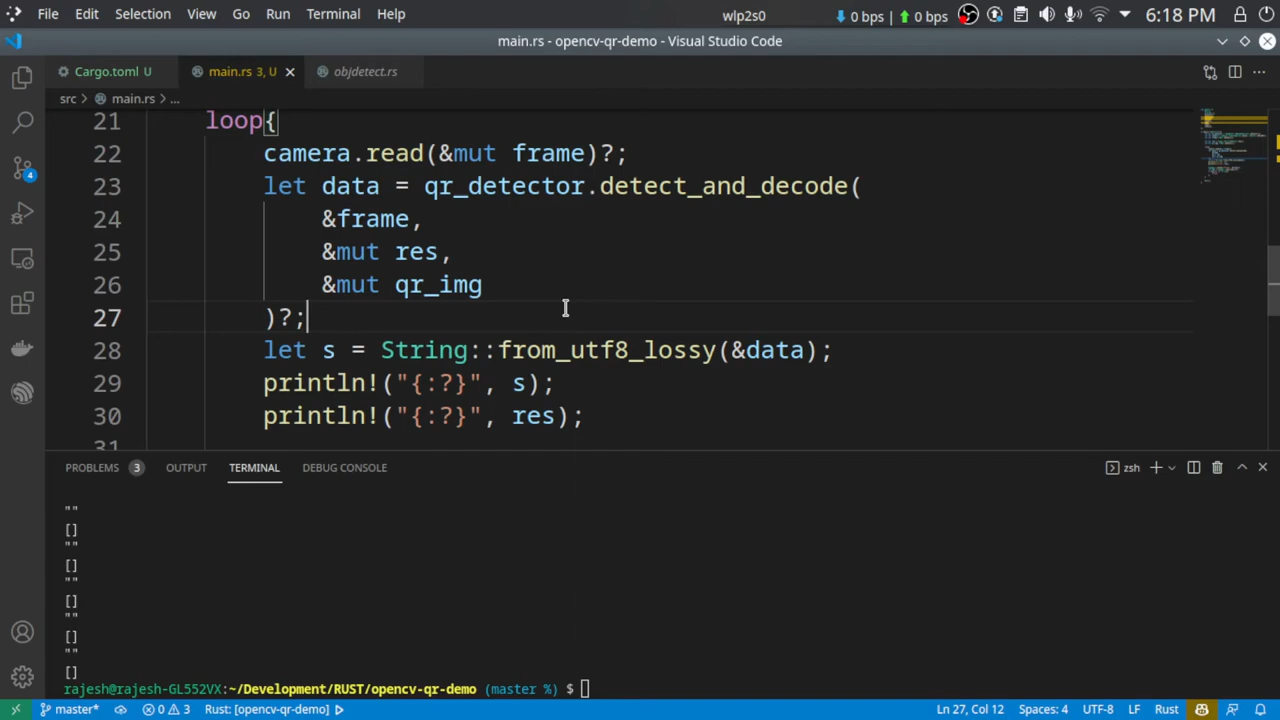 File Edit Selection View Go Run Terminal Help wlp2s0 0 bps 0 bps 6:18 PM
main.rs - opencv-qr-demo - Visual Studio Code
Cargo.toml U main.rs 3, U objdetect.rs
src > main.rs > ...
21 loop{
22 camera.read(&mut frame)?;
23 let data = qr_detector.detect_and_decode(
24 &frame,
25 &mut res,
26 &mut qr_img
27 )?;
28 let s = String::from_utf8_lossy(&data);
29 println!("{:?}", s);
30 println!("{:?}", res);
31
PROBLEMS 3 OUTPUT TERMINAL DEBUG CONSOLE zsh
""
[]
""
[]
""
[]
""
[]
""
[]
rajesh@rajesh-GL552VX:~/Development/RUST/opencv-qr-demo (master %) $
4
master* 0 3 Rust: [opencv-qr-demo] Ln 27, Col 12 Spaces: 4 UTF-8 LF Rust